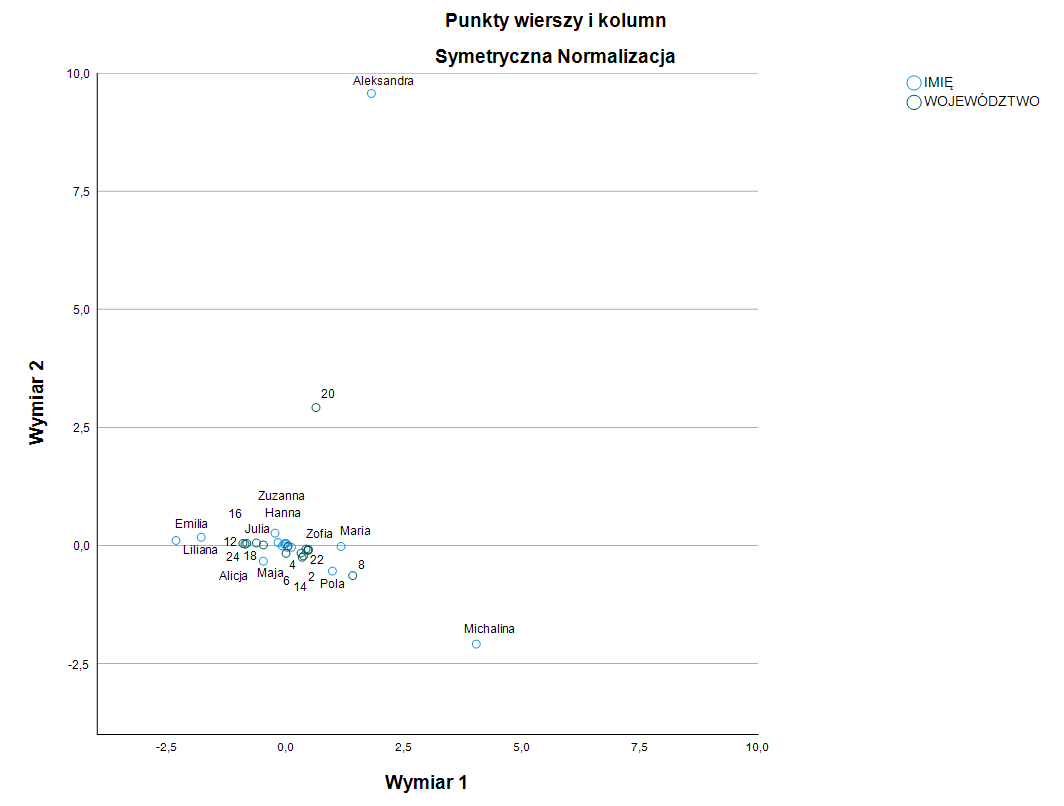 Punkty wierszy i kolumn
Symetryczna Normalizacja
IMIĘ
WOJEWÓDZTWO
10,0
7,5
5,0
2,5
0,0
-2,5
Wymiar 2
Aleksandra
20
Zuzanna
16
Hanna
Emilia
Julia
Zofia
Maria
12
Liliana
24
18
4
22
8
Alicja
Maja
6
14
2
Pola
Michalina
-2,5
0,0
2,5
5,0
7,5
10,0
Wymiar 1